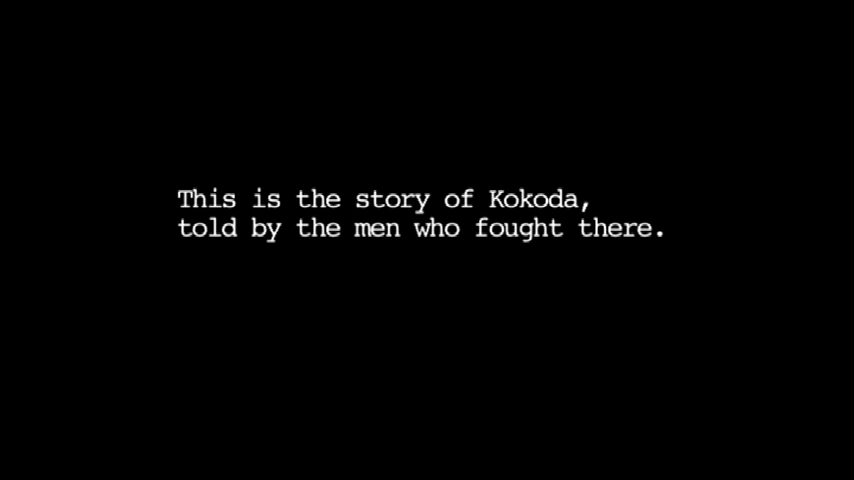 This is the story of Kokoda,
told by the men who fought there.